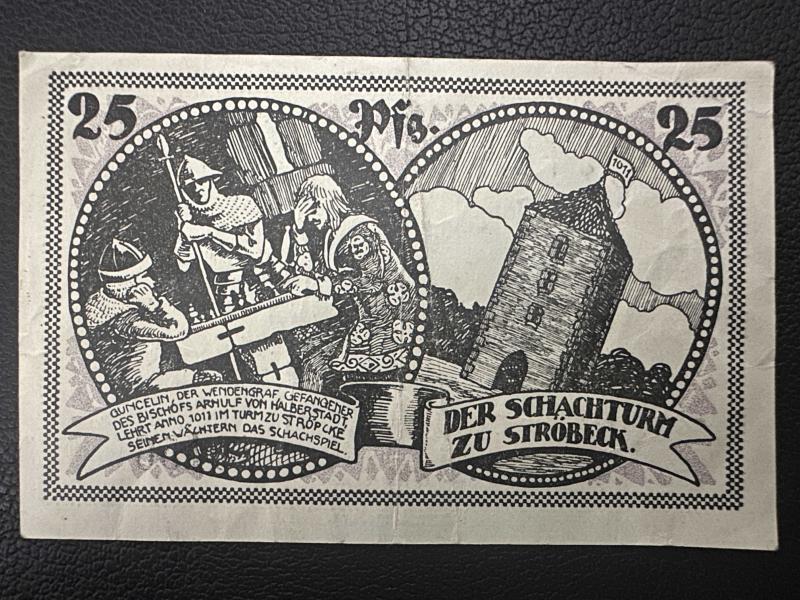 25 Pfg. 25
1011
GUNCELIN, DER WENDENGRAF, GEFANGENER
DES BISCHOFS ARNULF VON HALBERSTADT,
LEHRT ANNO 1011 IM TURM ZU STRÖPCKE
SEINEN WÄCHTERN DAS SCHACHSPIEL.
DER SCHACHTURM
ZU STRÖBECK.